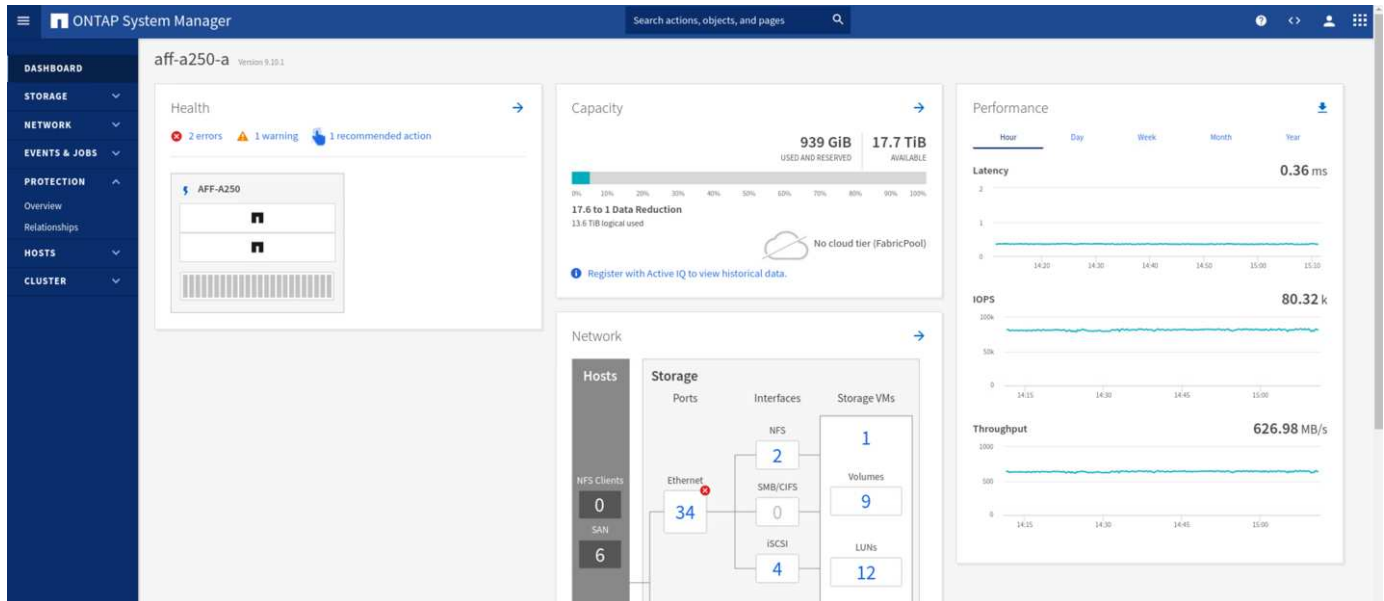 ONTAP System Manager
Search actions, objects, and pages
DASHBOARD
STORAGE
NETWORK
EVENTS & JOBS
PROTECTION
Overview
Relationships
HOSTS
CLUSTER
aff-a250-a Version 9.10.1
Health
2 errors 1 warning 1 recommended action
AFF-A250
Capacity
939 GiB 17.7 TiB
USED AND RESERVED AVAILABLE
0% 10% 20% 30% 40% 50% 60% 70% 80% 90% 100%
17.6 to 1 Data Reduction
13.6 TiB logical used
No cloud tier (FabricPool)
Register with Active IQ to view historical data.
Network
Hosts
NFS Clients
0
SAN
6
Storage
Ports Interfaces Storage VMs
Ethernet
34
NFS
2
SMB/CIFS
0
iSCSI
4
1
Volumes
9
LUNs
12
Performance
Hour Day Week Month Year
Latency 0.36 ms
2
1
0
14:20 14:30 14:40 14:50 15:00 15:10
IOPS 80.32 k
200k
50k
0
14:15 14:30 14:45 15:00
Throughput 626.98 MB/s
1000
500
0
14:15 14:30 14:45 15:00